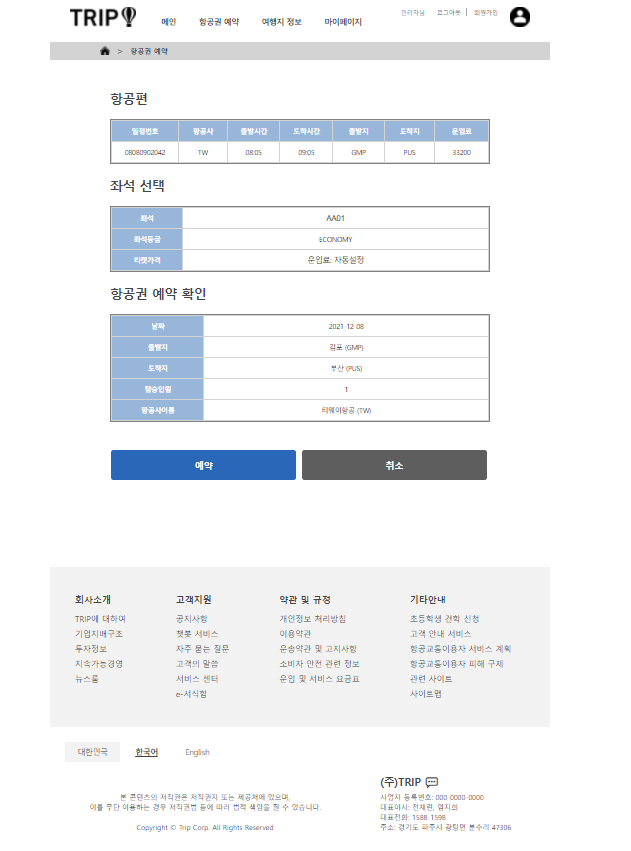 TRIP
메인 항공권 예약 여행지 정보 마이페이지
관리자님 로그아웃 | 회원가입
> 항공권 예약
항공편
일정번호 항공사 출발시간 도착시간 출발지 도착지 운임료
08080902042 TW 08:05 09:05 GMP PUS 33200
좌석 선택
좌석 AA01
좌석등급 ECONOMY
티켓가격 운임료: 자동설정
항공권 예약 확인
날짜 2021-12-08
출발지 김포 (GMP)
도착지 부산 (PUS)
탑승인원 1
항공사이름 티웨이항공 (TW)
예약 취소
회사소개 고객지원 약관 및 규정 기타안내
TRIP에 대하여 공지사항 개인정보 처리방침 초등학생 견학 신청
기업지배구조 챗봇 서비스 이용약관 고객 안내 서비스
투자정보 자주 묻는 질문 운송약관 및 고지사항 항공교통이용자 서비스 계획
지속가능경영 고객의 말씀 소비자 안전 관련 정보 항공교통이용자 피해 구제
뉴스룸 서비스 센터 운임 및 서비스 요금표 관련 사이트
e-서식함 사이트맵
대한민국 한국어 English
(주)TRIP
본 콘텐츠의 저작권은 저작권자 또는 제공처에 있으며,
이를 무단 이용하는 경우 저작권법 등에 따라 법적 책임을 질 수 있습니다.
Copyright © Trip Corp. All Rights Reserved
사업자 등록번호: 000-0000-0000
대표이사: 전채린, 염지희
대표전화: 1588-1598
주소: 경기도 파주시 광탄면 분수리 47306